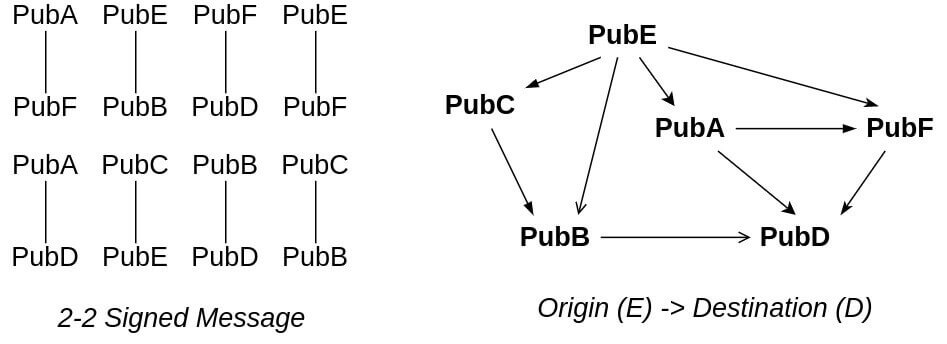 PubA PubE PubF PubE
PubF PubB PubD PubF
PubA PubC PubB PubC
PubD PubE PubD PubB
2-2 Signed Message
PubE
PubC
PubA PubF
PubB PubD
Origin (E) -> Destination (D)